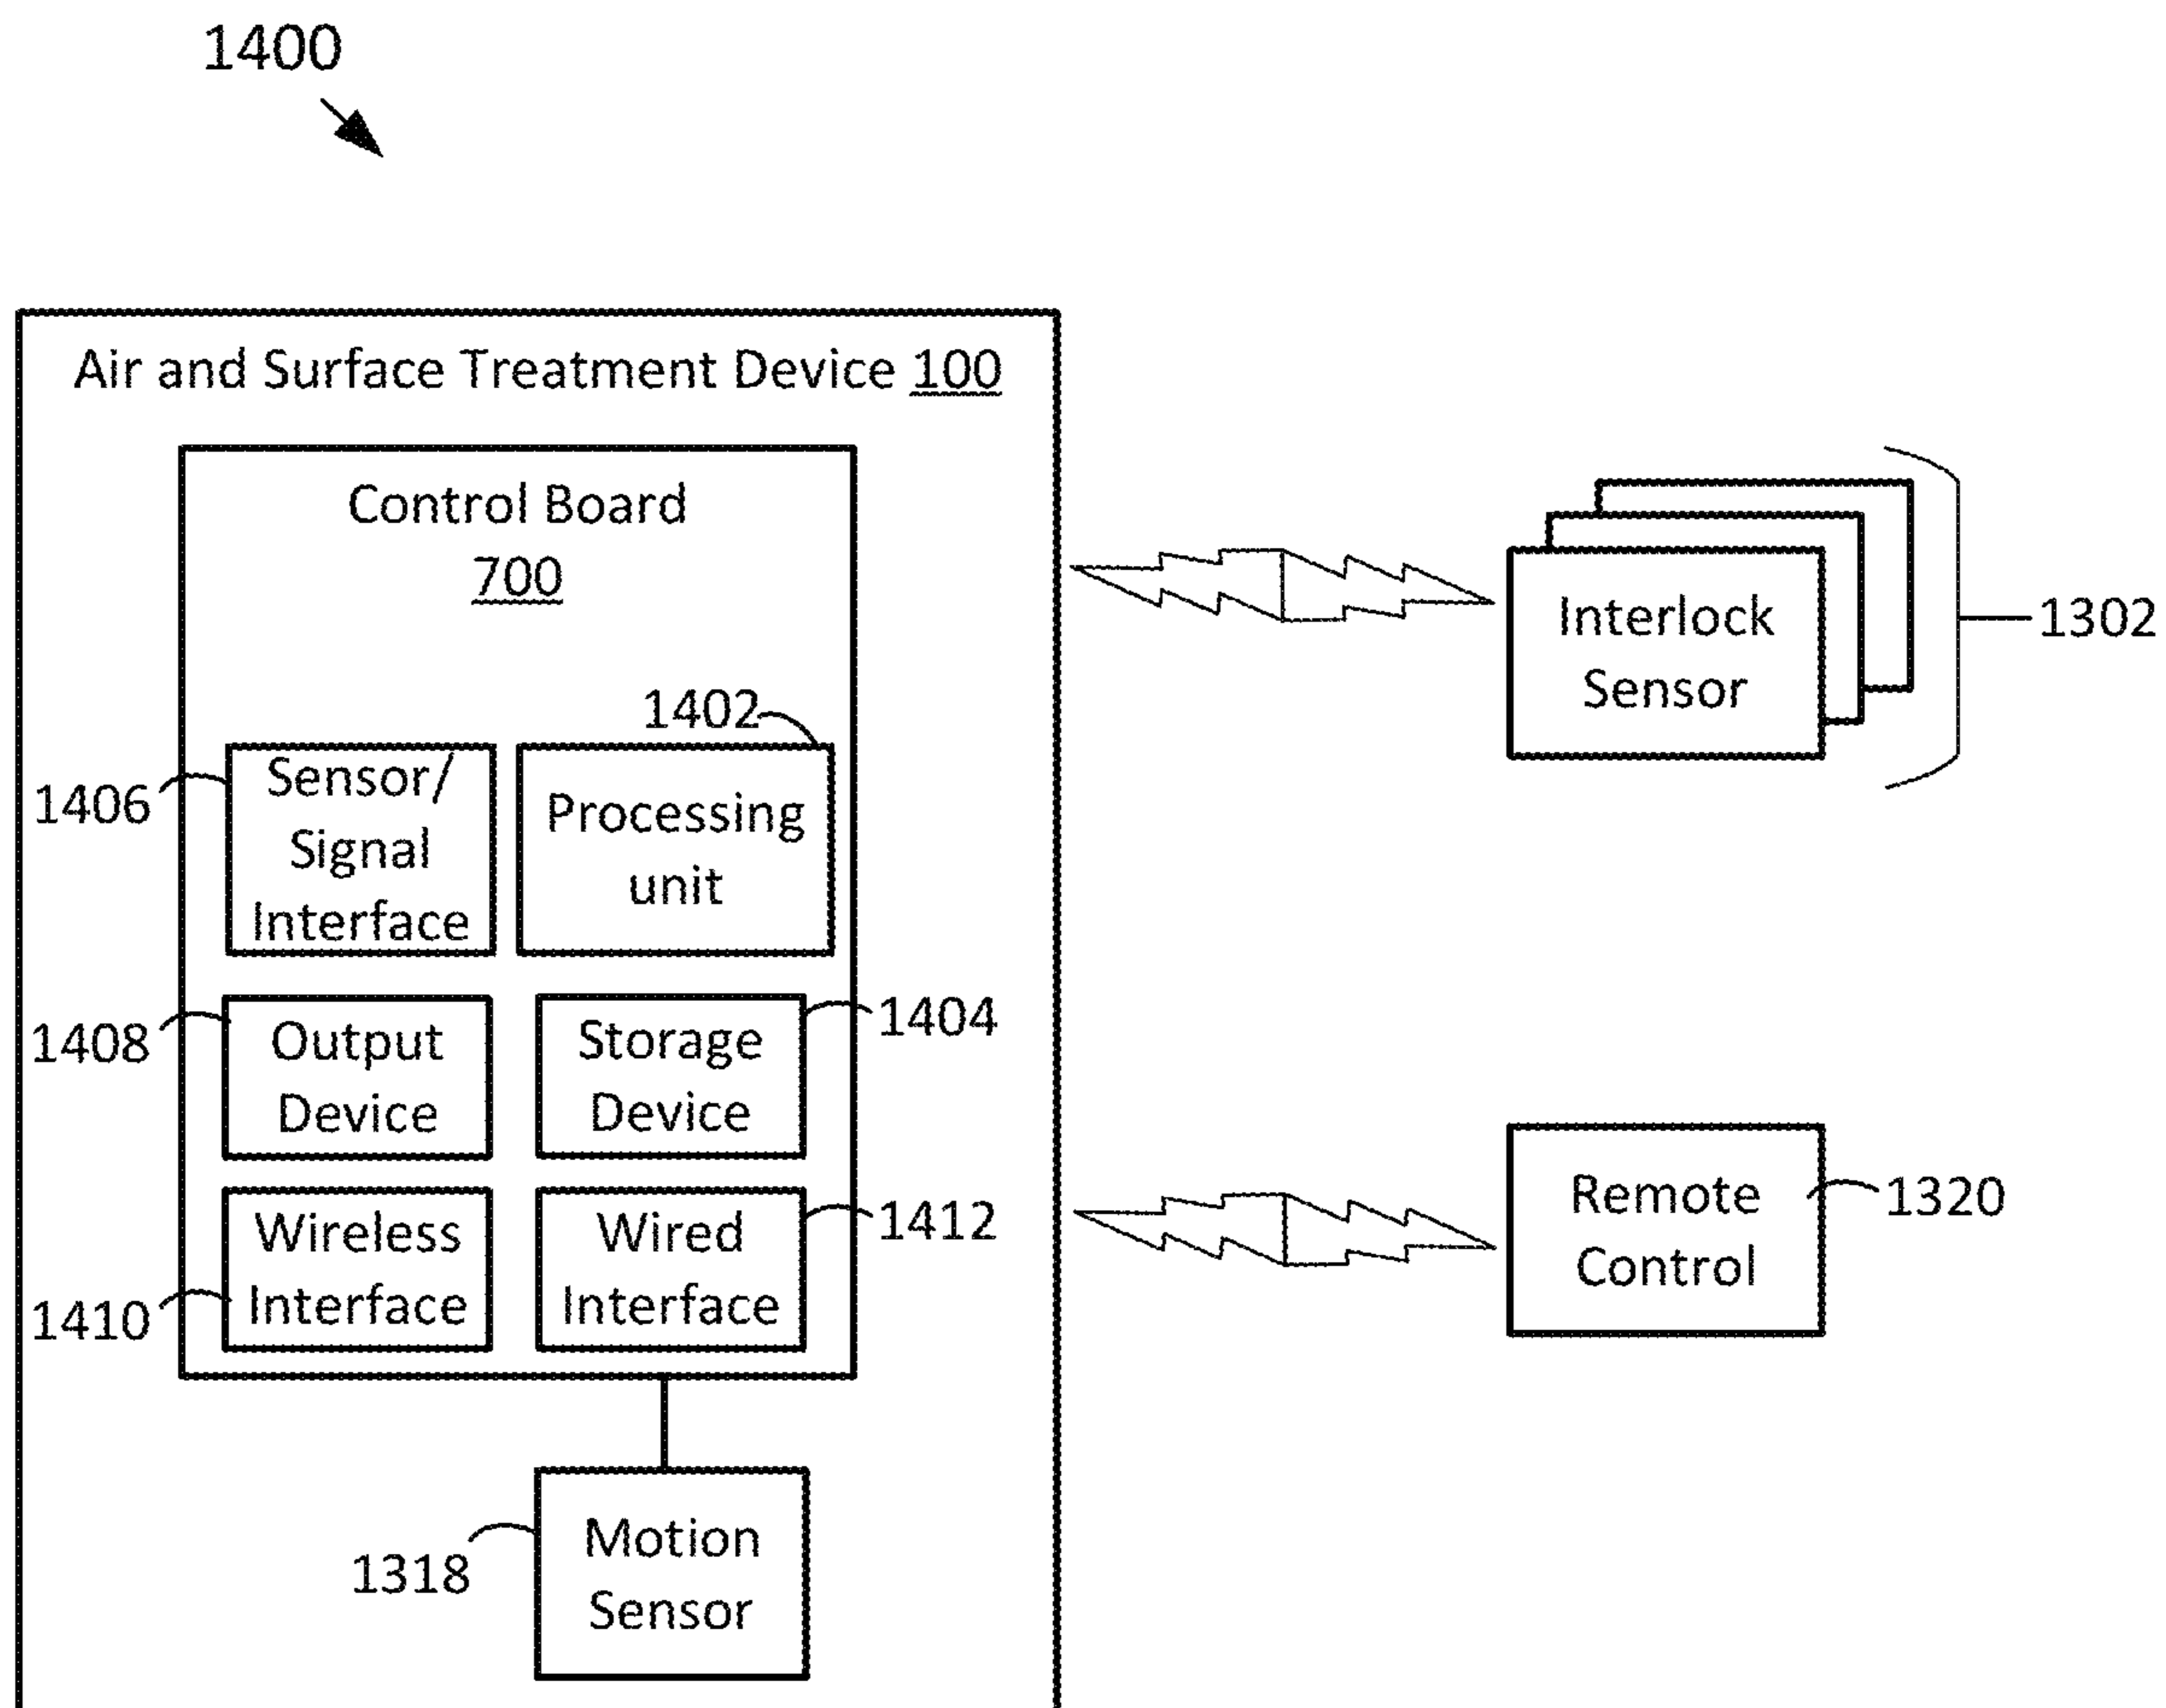 1400
Air and Surface Treatment Device 100
Control Board
700
1402
1406
Sensor/
Signal
Interface
Processing
unit
1408
Output
Device
Storage
Device
1404
1410
Wireless
Interface
Wired
Interface
1412
1318
Motion
Sensor
Interlock
Sensor
1302
Remote
Control
1320